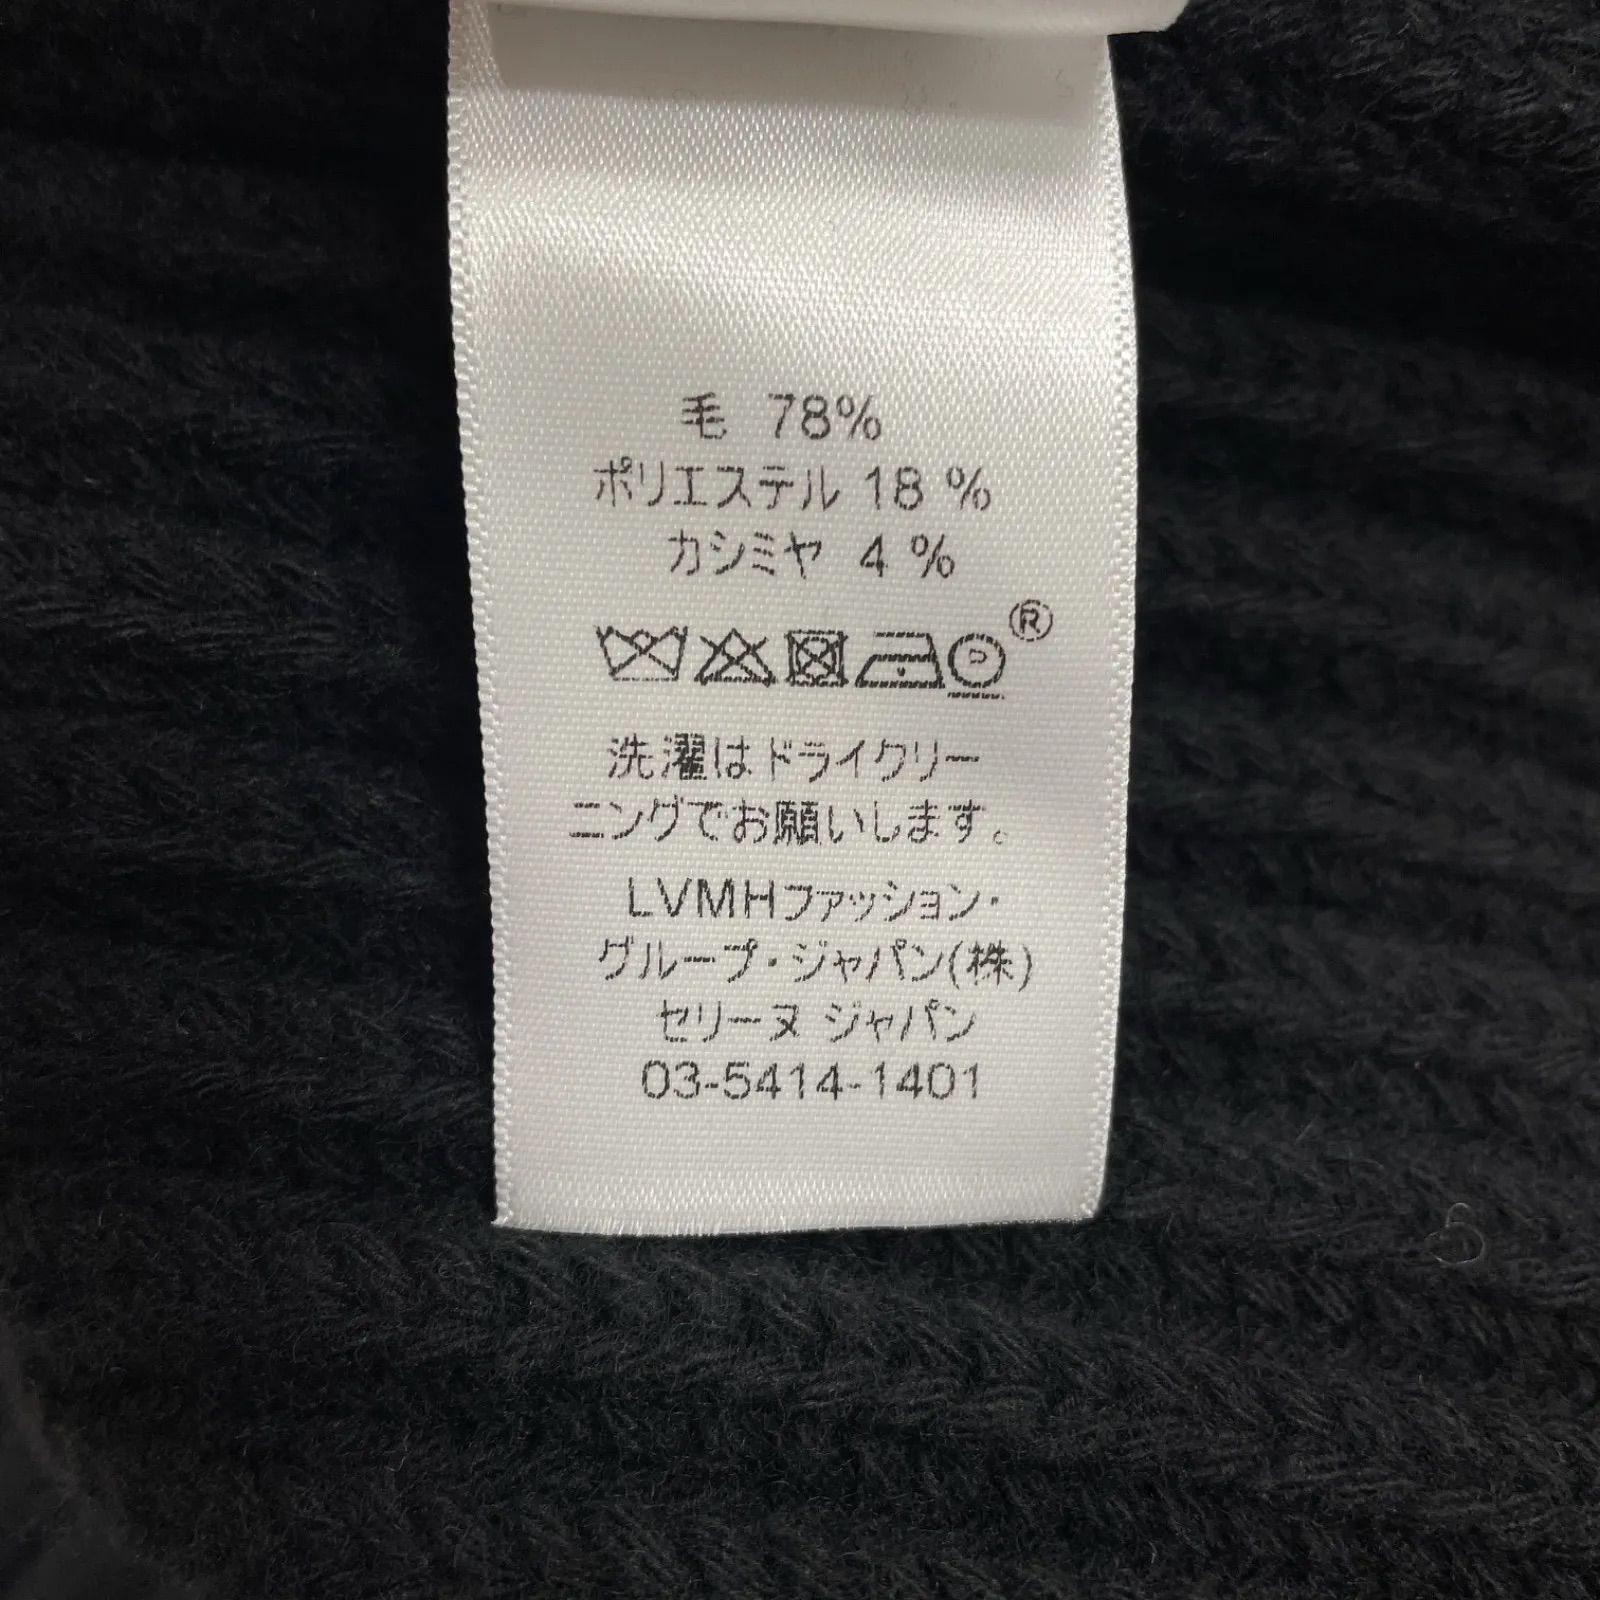 毛 78%
ポリエステル 18 %
カシミヤ 4 %
®
P
洗濯はドライクリー
ニングでお願いします。
LVMHファッション・
グループ・ジャパン(株)
セリーヌ ジャパン
03-5414-1401